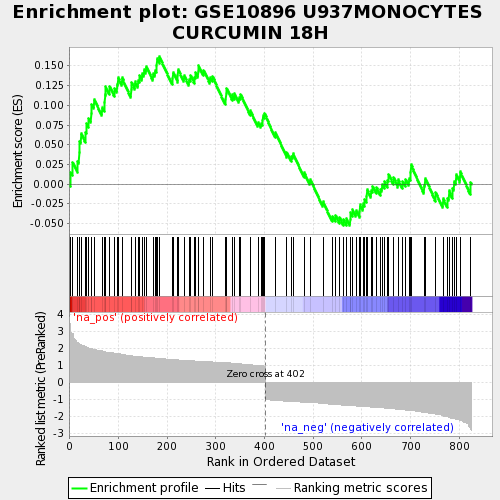 Enrichment plot: GSE10896 U937MONOCYTES
CURCUMIN 18H
Enrichment score (ES)
0.150
0.125
0.100
0.075
0.050
0.025
0.000
-0.025
-0.050
Ranked list metric (PreRanked)
'na_pos' (positively correlated)
4
3
2
1
0
-1
-2
-3
Zero cross at 402
'na_neg' (negatively correlated)
0 100 200 300 400 500 600 700 800
Rank in Ordered Dataset
Enrichment profile Hits Ranking metric scores